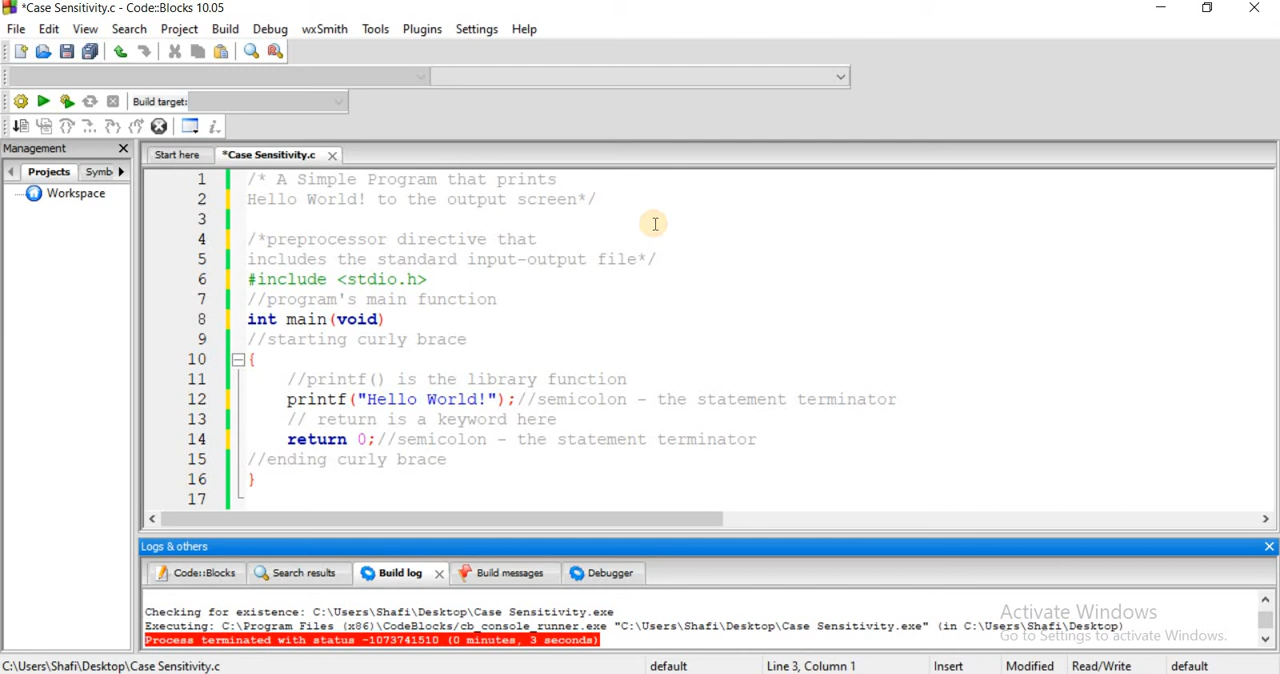 *Case Sensitivity.c - Code::Blocks 10.05
File Edit View Search Project Build Debug wxSmith Tools Plugins Settings Help
Build target:
Management
Start here *Case Sensitivity.c
Projects Symb
Workspace
1 /* A Simple Program that prints
2 Hello World! to the output screen*/
3
4 /*preprocessor directive that
5 includes the standard input-output file*/
6 #include <stdio.h>
7 //program's main function
8 int main(void)
9 //starting curly brace
10 {
11 //printf() is the library function
12 printf("Hello World!");//semicolon - the statement terminator
13 // return is a keyword here
14 return 0;//semicolon - the statement terminator
15 //ending curly brace
16 }
17
Logs & others
Code::Blocks Search results Build log Build messages Debugger
Checking for existence: C:\Users\Shafi\Desktop\Case Sensitivity.exe
Executing: C:\Program Files (x86)\CodeBlocks/cb_console_runner.exe "C:\Users\Shafi\Desktop\Case Sensitivity.exe" (in C:\Users\Shafi\Desktop)
Process terminated with status -1073741510 (0 minutes, 3 seconds)
Activate Windows
Go to Settings to activate Windows.
C:\Users\Shafi\Desktop\Case Sensitivity.c default Line 3, Column 1 Insert Modified Read/Write default